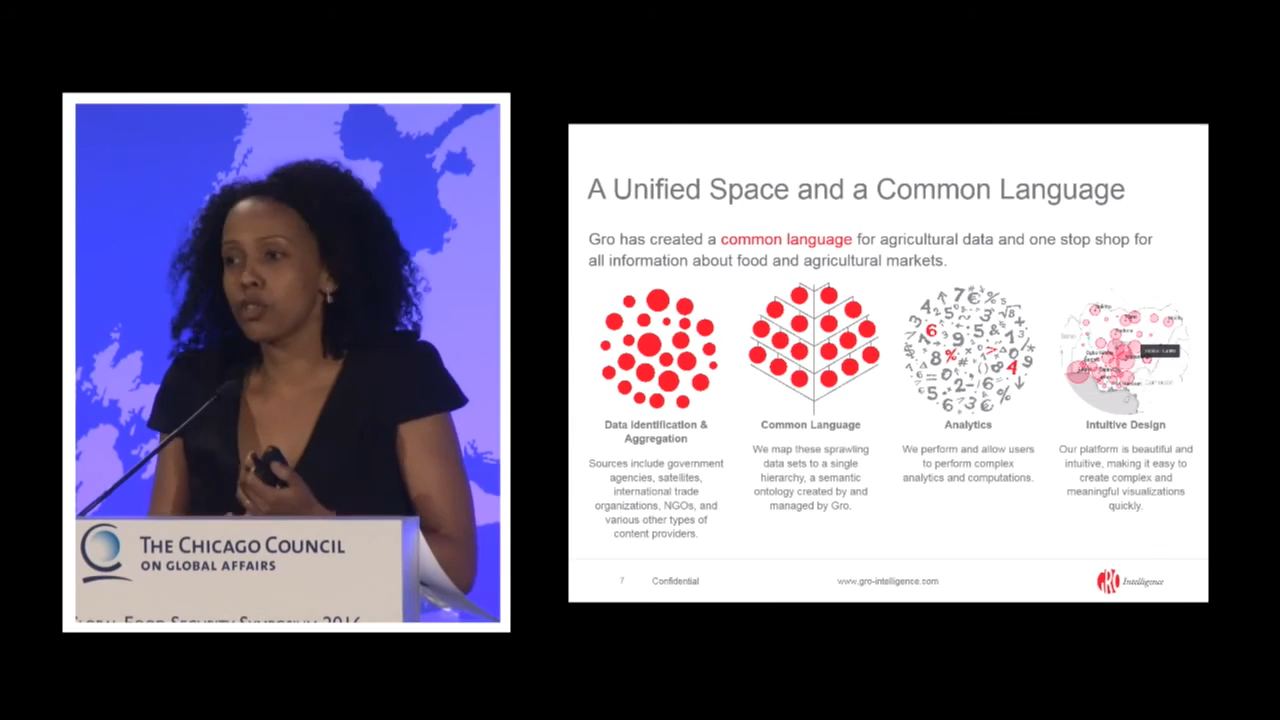 THE CHICAGO COUNCIL
ON GLOBAL AFFAIRS
FOOD SECURITY SYMPOSIUM 2016
A Unified Space and a Common Language
Gro has created a common language for agricultural data and one stop shop for
all information about food and agricultural markets.
Data Identification &
Aggregation
Sources include government
agencies, satellites,
international trade
organizations, NGOs, and
various other types of
content providers.
Common Language
We map these sprawling
data sets to a single
hierarchy, a semantic
ontology created by and
managed by Gro.
Analytics
We perform and allow users
to perform complex
analytics and computations.
Intuitive Design
Our platform is beautiful and
intuitive, making it easy to
create complex and
meaningful visualizations
quickly.
7 Confidential
www.gro-intelligence.com
GRO Intelligence